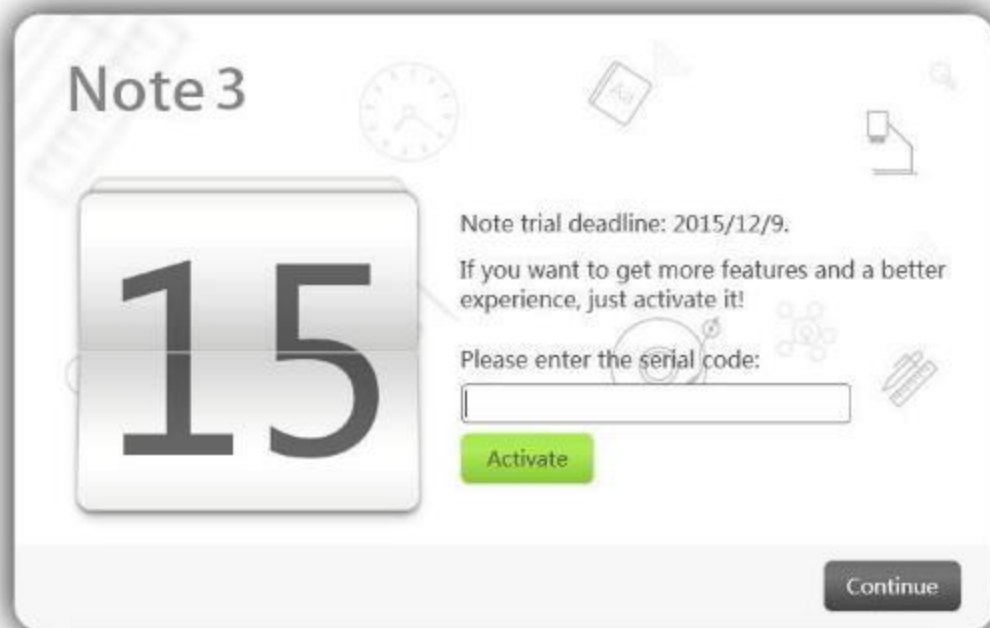 Note 3
15
Note trial deadline: 2015/12/9.
If you want to get more features and a better
experience, just activate it!
Please enter the serial code:
Activate
Continue